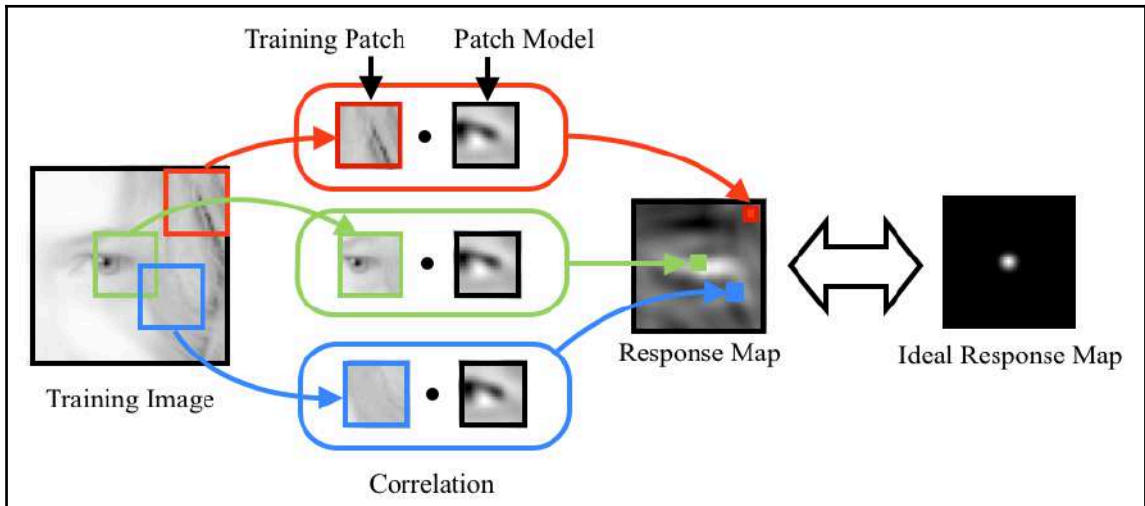 Training Patch
Patch Model
Training Image
Response Map
Ideal Response Map
Correlation